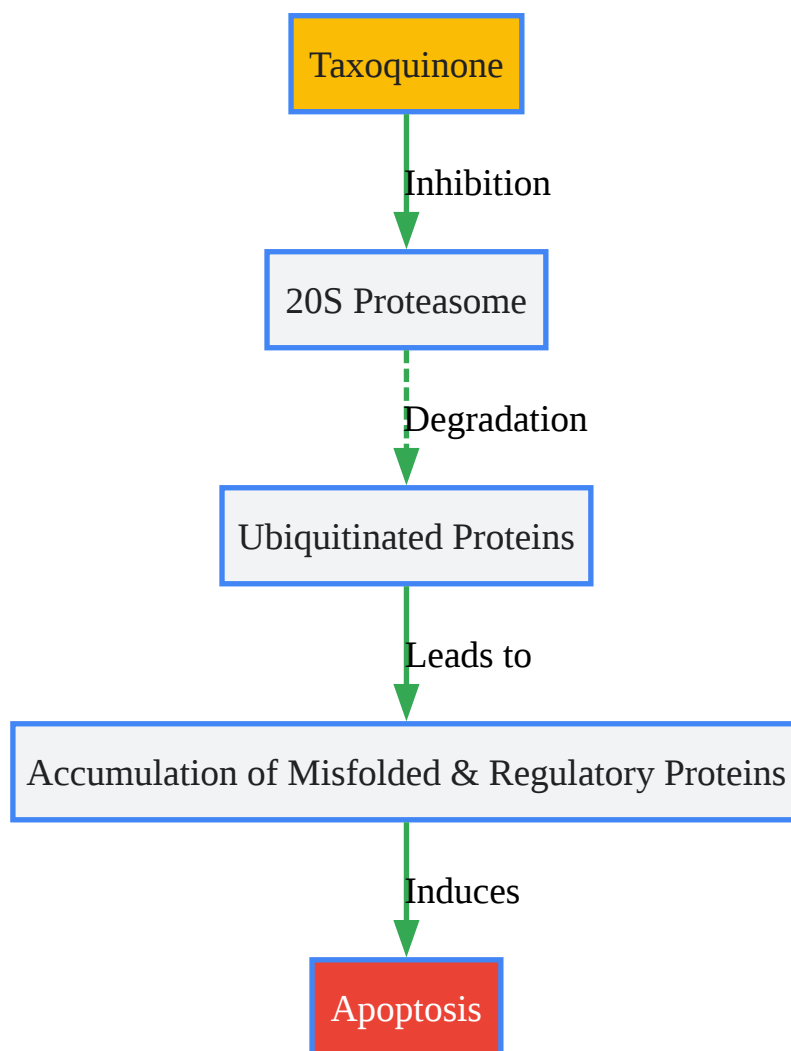 Taxoquinone
Inhibition
20S Proteasome
Degradation
Ubiquitinated Proteins
Leads to
Accumulation of Misfolded & Regulatory Proteins
Induces
Apoptosis